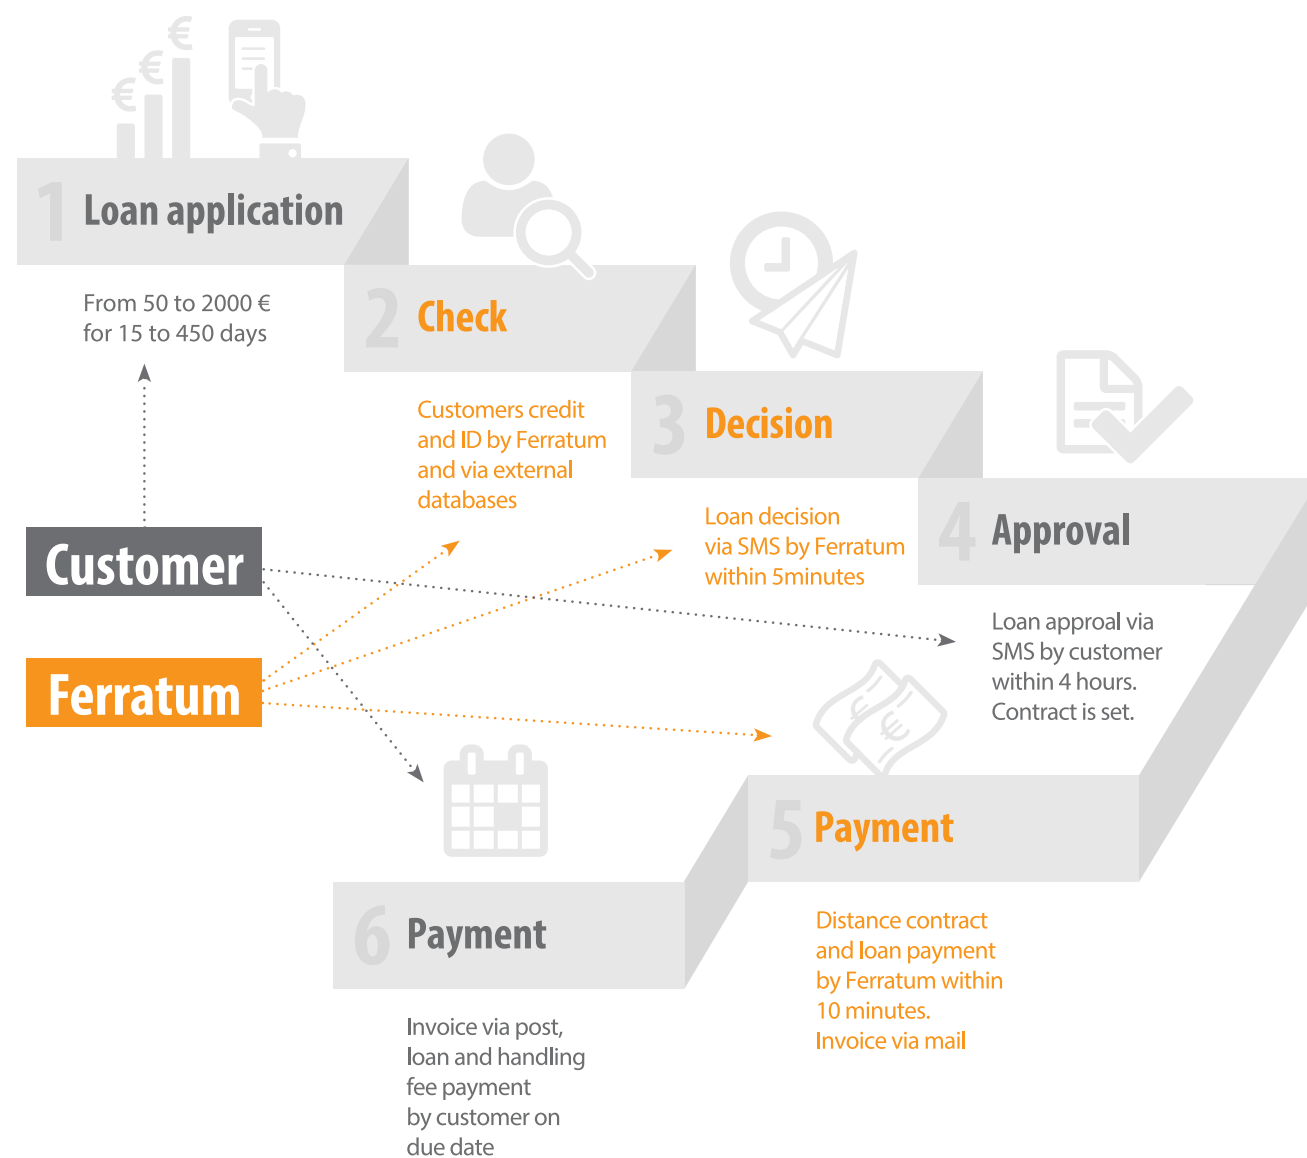 €
€
€
1 Loan application
From 50 to 2000 €
for 15 to 450 days
2 Check
Customers credit
and ID by Ferratum
and via external
databases
3 Decision
Loan decision
via SMS by Ferratum
within 5minutes
4 Approval
Loan approal via
SMS by customer
within 4 hours.
Contract is set.
Customer
Ferratum
€
€
5 Payment
Distance contract
and loan payment
by Ferratum within
10 minutes.
Invoice via mail
6 Payment
Invoice via post,
loan and handling
fee payment
by customer on
due date